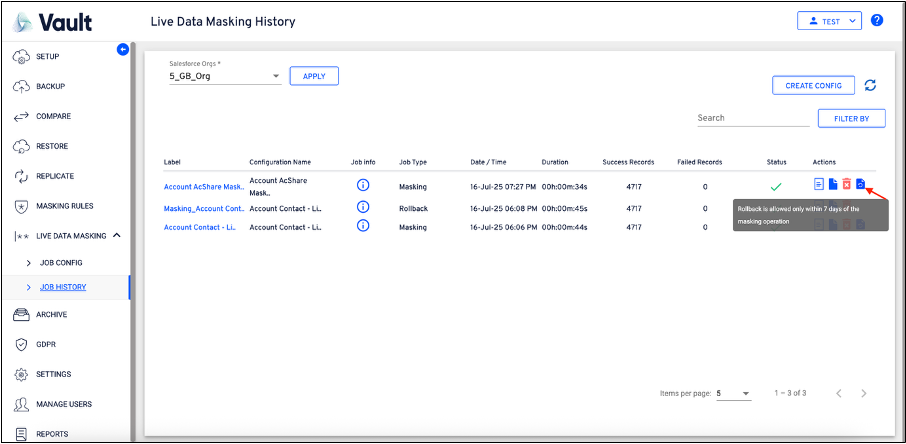 Vault
Live Data Masking History
TEST
?
SETUP
BACKUP
COMPARE
RESTORE
REPLICATE
MASKING RULES
LIVE DATA MASKING
JOB CONFIG
JOB HISTORY
ARCHIVE
GDPR
SETTINGS
MANAGE USERS
REPORTS
Salesforce Orgs *
5_GB_Org
APPLY
CREATE CONFIG
Search
FILTER BY
Label Configuration Name Job info Job Type Date / Time Duration Success Records Failed Records Status Actions
Account AcShare Mask.. Account AcShare Mask.. Masking 16-Jul-25 07:27 PM 00h:00m:34s 4717 0
Masking_Account Cont.. Account Contact - Li.. Rollback 16-Jul-25 06:08 PM 00h:00m:45s 4717 0
Account Contact - Li.. Account Contact - Li.. Masking 16-Jul-25 06:06 PM 00h:00m:44s 4717 0
Rollback is allowed only within 7 days of the
masking operation
Items per page: 5 1 – 3 of 3